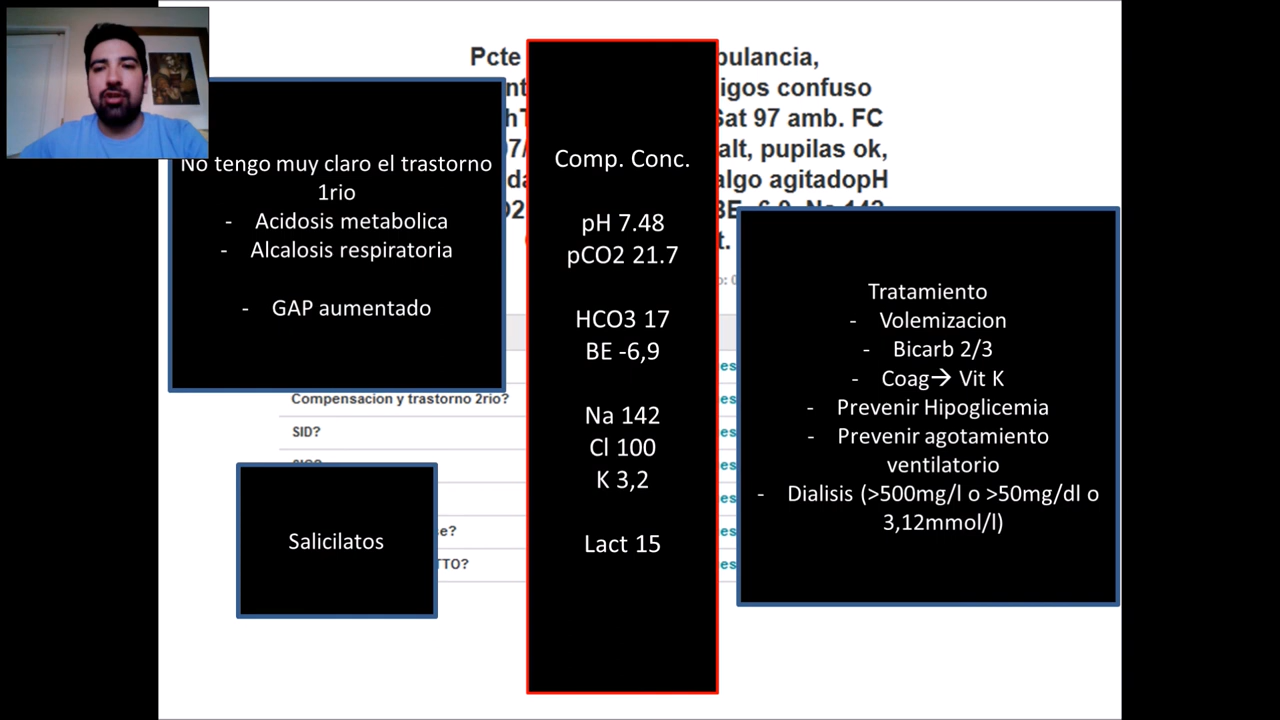 Pcte
bulancia,
igos confuso
Sat 97 amb. FC
alt, pupilas ok,
algo agitadopH
No tengo muy claro el trastorno
1rio
- Acidosis metabolica
- Alcalosis respiratoria
- GAP aumentado
Compensacion y trastorno 2rio?
SID?
se?
TTO?
Salicilatos
Comp. Conc.
pH 7.48
pCO2 21.7
HCO3 17
BE -6,9
Na 142
Cl 100
K 3,2
Lact 15
Tratamiento
- Volemizacion
- Bicarb 2/3
- Coag→ Vit K
- Prevenir Hipoglicemia
- Prevenir agotamiento
ventilatorio
- Dialisis (>500mg/l o >50mg/dl o
3,12mmol/l)